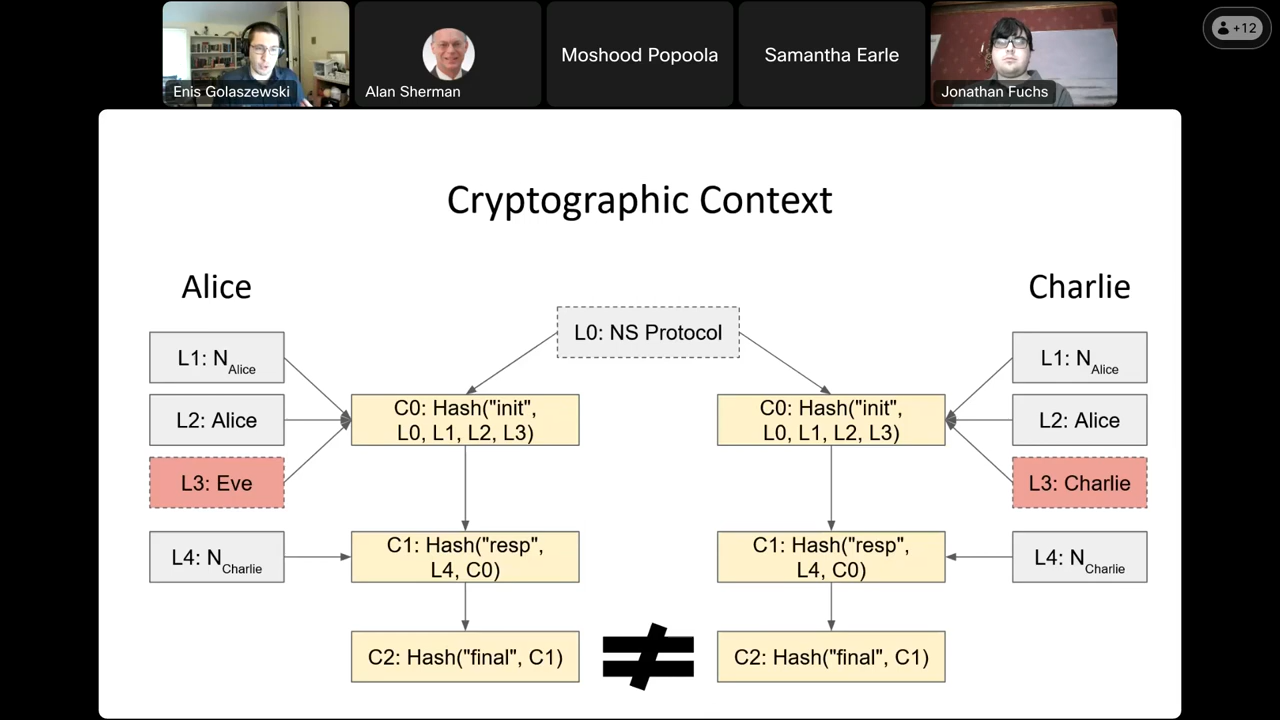 Enis Golaszewski
Alan Sherman
Moshood Popoola
Samantha Earle
Jonathan Fuchs
+12
Cryptographic Context
Alice
Charlie
L0: NS Protocol
L1: NAlice
L2: Alice
L3: Eve
L4: NCharlie
C0: Hash("init",
L0, L1, L2, L3)
C1: Hash("resp",
L4, C0)
C2: Hash("final", C1)
≠
C0: Hash("init",
L0, L1, L2, L3)
C1: Hash("resp",
L4, C0)
C2: Hash("final", C1)
L1: NAlice
L2: Alice
L3: Charlie
L4: NCharlie